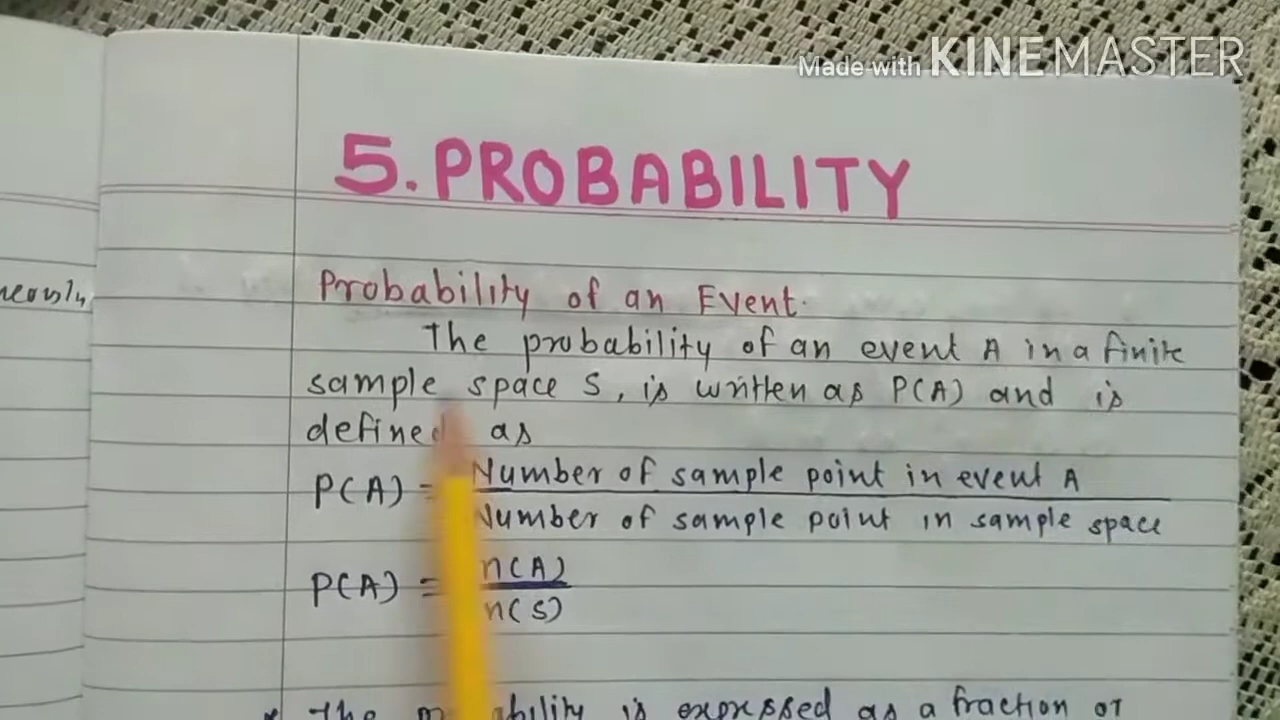 Made with KINEMASTER
5. PROBABILITY
Probability of an Event.
The probability of an event A in a finite
sample space S, is written as P(A) and is
defined as
P(A) = Number of sample point in event A
Number of sample point in sample space
P(A) = n(A)
n(S)
* The probability is expressed as a fraction or